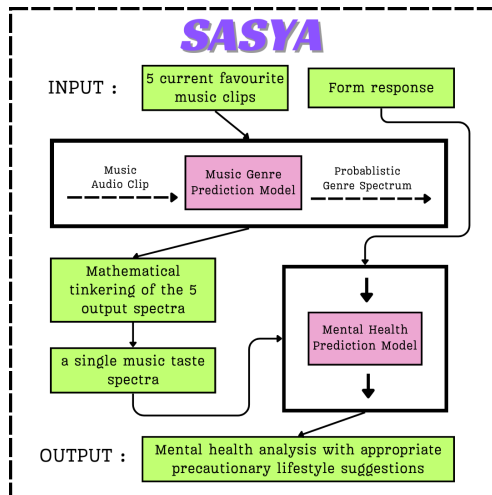 SASYA
INPUT :
5 current favourite
music clips
Form response
Music
Audio Clip
Music Genre
Prediction Model
Probablistic
Genre Spectrum
Mathematical
tinkering of the 5
output spectra
a single music taste
spectra
Mental Health
Prediction Model
OUTPUT :
Mental health analysis with appropriate
precautionary lifestyle suggestions